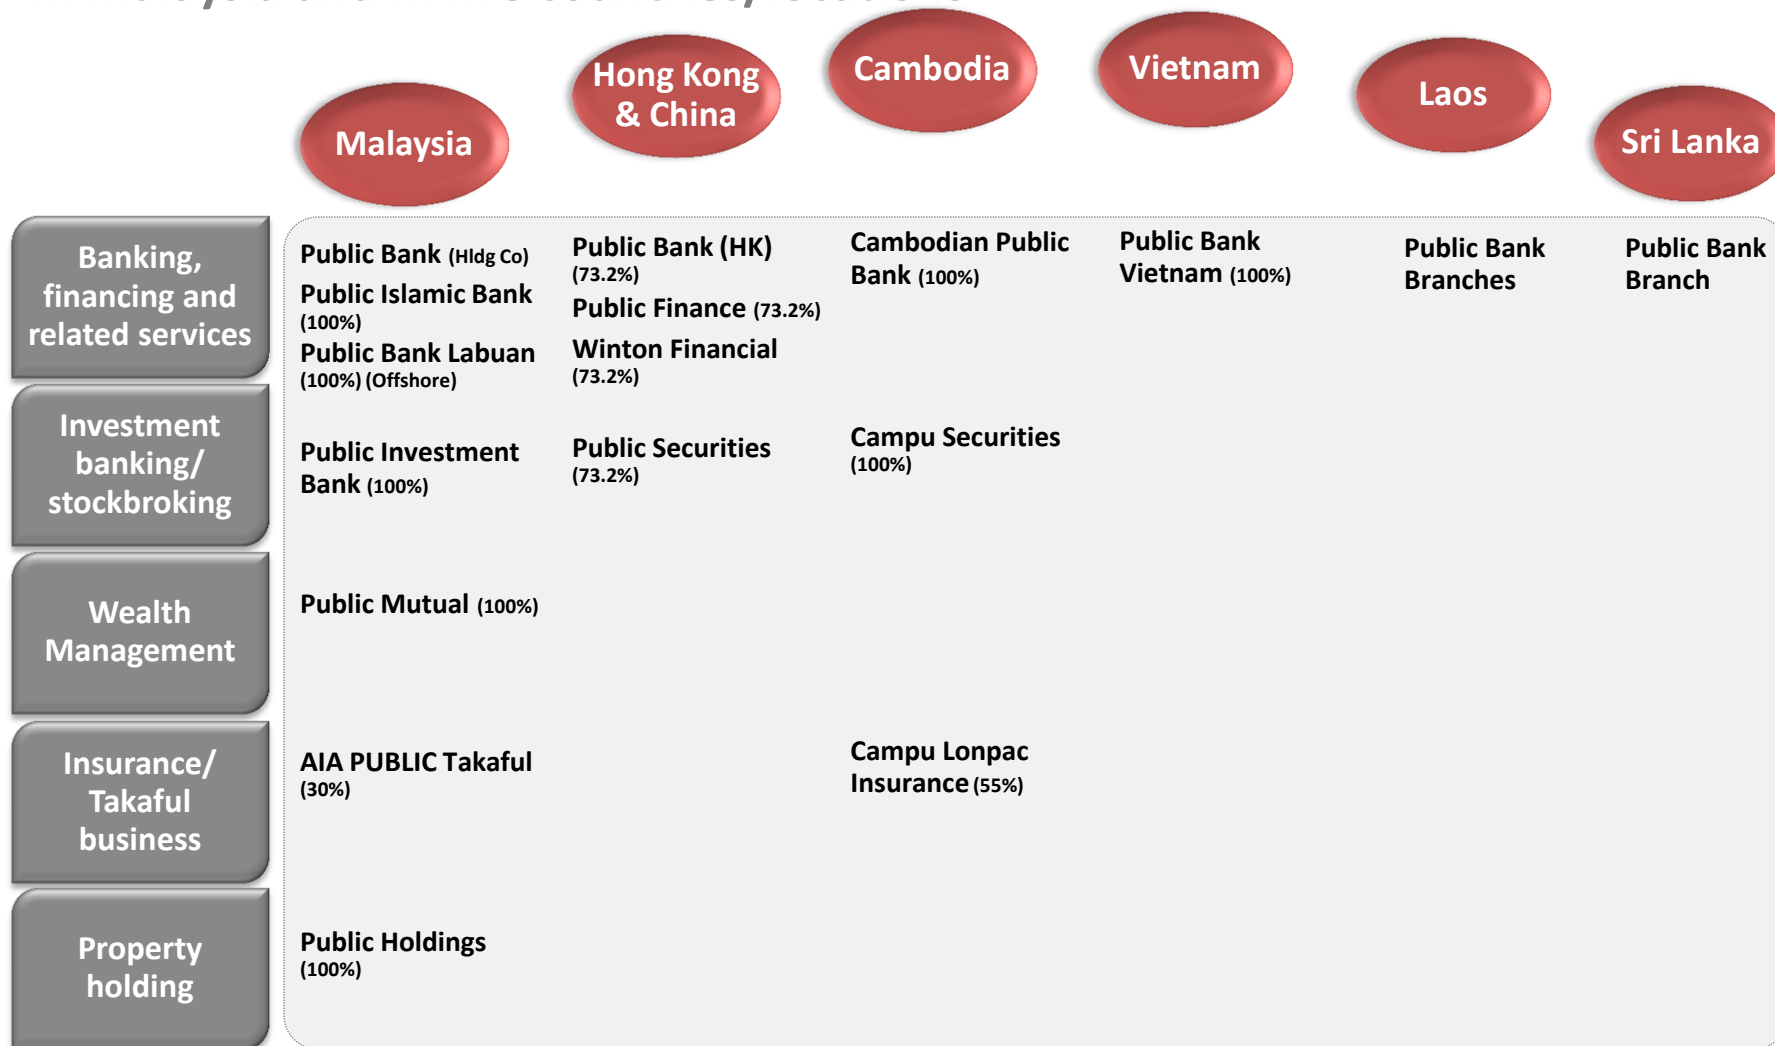 Malaysia
Hong Kong
& China
Cambodia
Vietnam
Laos
Sri Lanka
Banking,
financing and
related services
Public Bank (Hldg Co)
Public Islamic Bank
(100%)
Public Bank Labuan
(100%) (Offshore)
Public Bank (HK)
(73.2%)
Public Finance (73.2%)
Winton Financial
(73.2%)
Cambodian Public
Bank (100%)
Public Bank
Vietnam (100%)
Public Bank
Branches
Public Bank
Branch
Investment
banking/
stockbroking
Public Investment
Bank (100%)
Public Securities
(73.2%)
Campu Securities
(100%)
Wealth
Management
Public Mutual (100%)
Insurance/
Takaful
business
AIA PUBLIC Takaful
(30%)
Campu Lonpac
Insurance (55%)
Property
holding
Public Holdings
(100%)